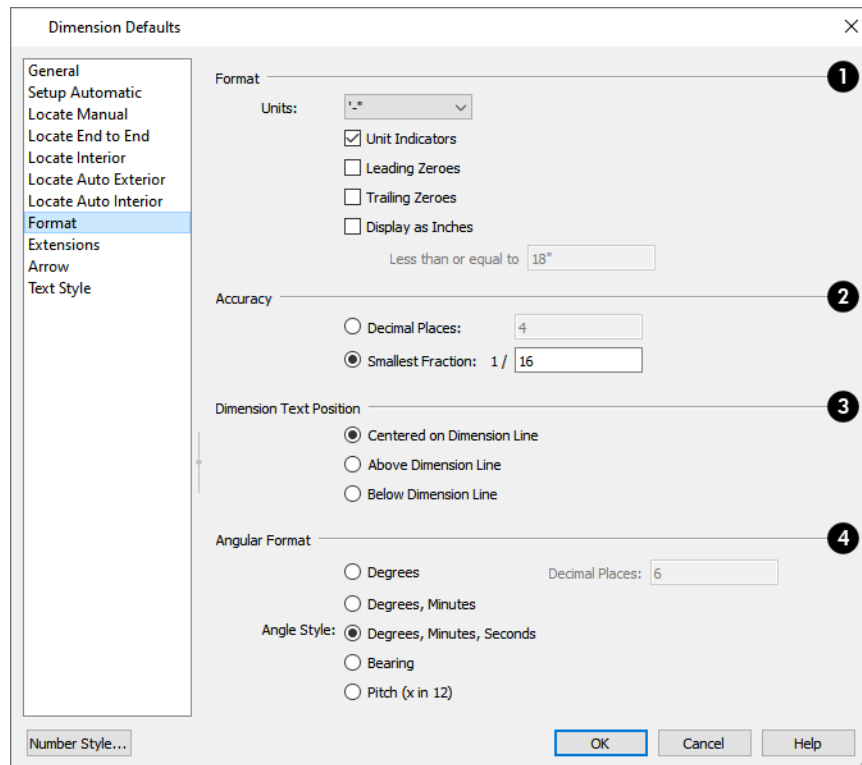 Dimension Defaults
General
Setup Automatic
Locate Manual
Locate End to End
Locate Interior
Locate Auto Exterior
Locate Auto Interior
Format
Extensions
Arrow
Text Style
Format 1
Units: '-"
Unit Indicators
Leading Zeroes
Trailing Zeroes
Display as Inches
Less than or equal to 18"
Accuracy 2
Decimal Places: 4
Smallest Fraction: 1 / 16
Dimension Text Position 3
Centered on Dimension Line
Above Dimension Line
Below Dimension Line
Angular Format 4
Degrees Decimal Places: 6
Degrees, Minutes
Angle Style: Degrees, Minutes, Seconds
Bearing
Pitch (x in 12)
Number Style... OK Cancel Help